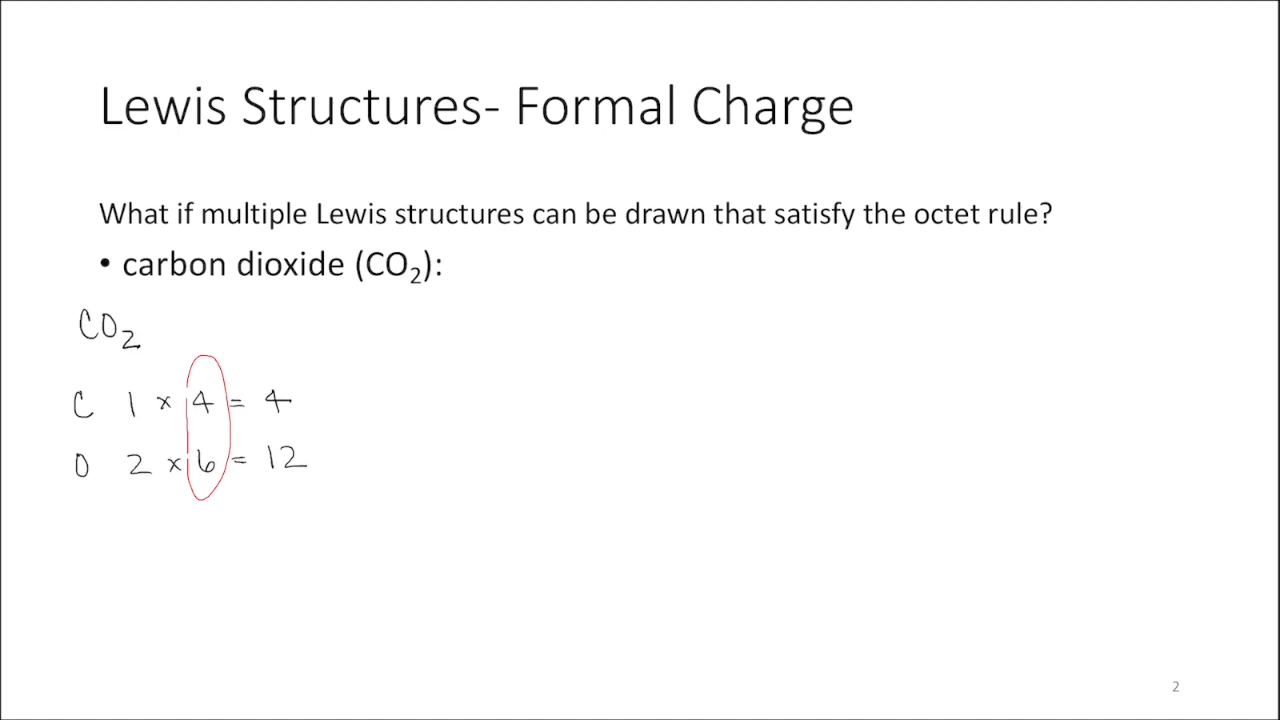 Lewis Structures- Formal Charge
What if multiple Lewis structures can be drawn that satisfy the octet rule?
• carbon dioxide (CO₂):
CO₂
C 1 × 4 = 4
O 2 × 6 = 12
2